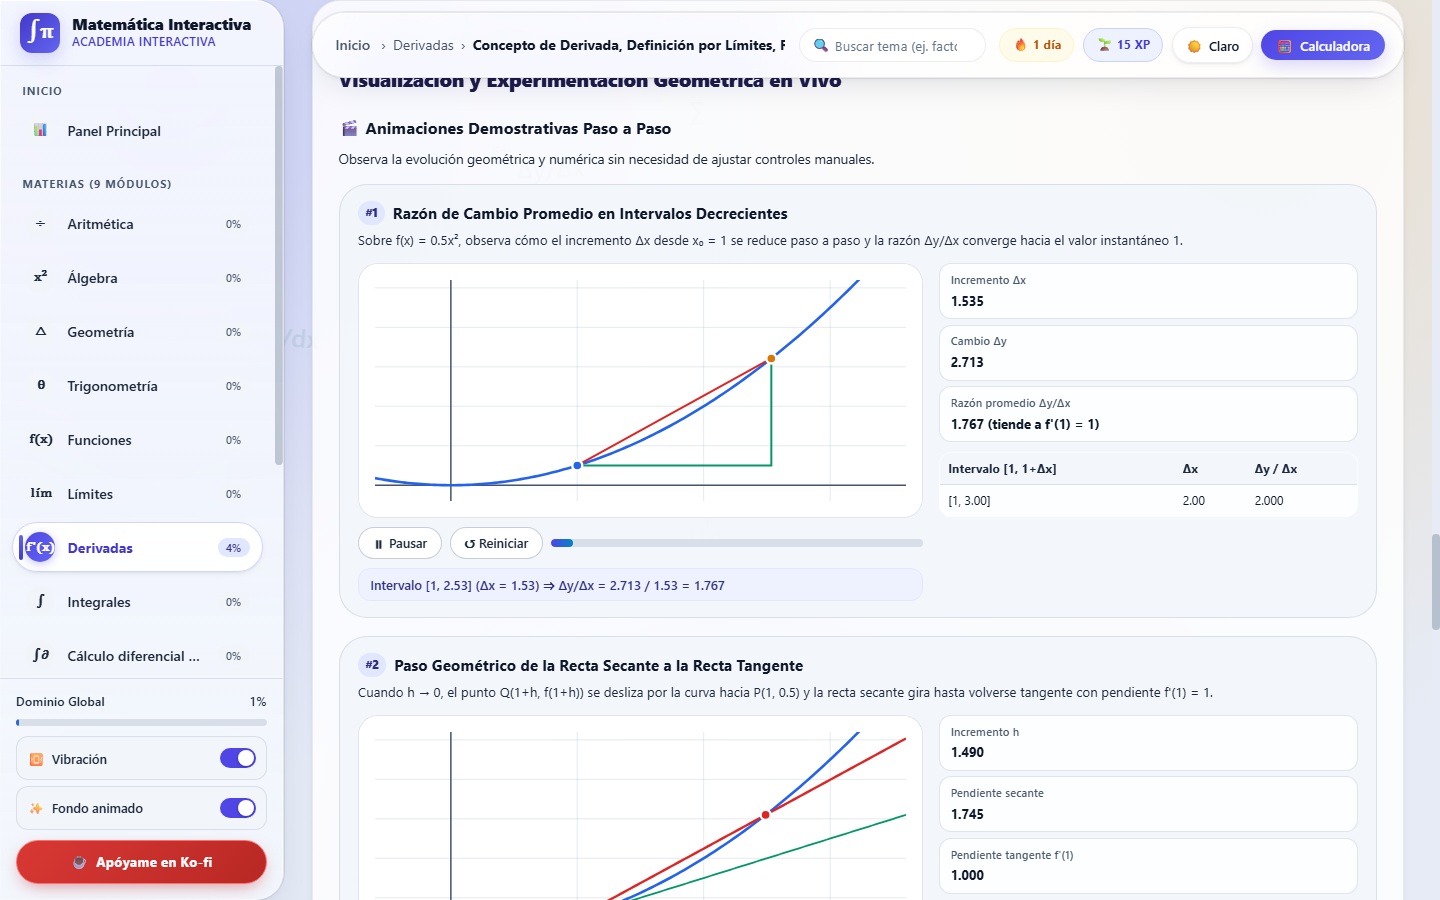 ∫π
Matemática Interactiva
ACADEMIA INTERACTIVA
INICIO
Panel Principal
MATERIAS (9 MÓDULOS)
÷ Aritmética 0%
x² Álgebra 0%
△ Geometría 0%
θ Trigonometría 0%
f(x) Funciones 0%
lím Límites 0%
f'(x) Derivadas 4%
∫ Integrales 0%
∫∂ Cálculo diferencial ... 0%
Dominio Global 1%
Vibración
Fondo animado
Apóyame en Ko-fi
Inicio › Derivadas › Concepto de Derivada, Definición por Límites,
Buscar tema (ej. facto
1 día
15 XP
Claro
Calculadora
Visualización y Experimentación Geométrica en Vivo
Animaciones Demostrativas Paso a Paso
Observa la evolución geométrica y numérica sin necesidad de ajustar controles manuales.
#1 Razón de Cambio Promedio en Intervalos Decrecientes
Sobre f(x) = 0.5x², observa cómo el incremento Δx desde x₀ = 1 se reduce paso a paso y la razón Δy/Δx converge hacia el valor instantáneo 1.
Incremento Δx
1.535
Cambio Δy
2.713
Razón promedio Δy/Δx
1.767 (tiende a f'(1) = 1)
Intervalo [1, 1+Δx] Δx Δy / Δx
[1, 3.00] 2.00 2.000
Pausar
↺ Reiniciar
Intervalo [1, 2.53] (Δx = 1.53) ⇒ Δy/Δx = 2.713 / 1.53 = 1.767
#2 Paso Geométrico de la Recta Secante a la Recta Tangente
Cuando h → 0, el punto Q(1+h, f(1+h)) se desliza por la curva hacia P(1, 0.5) y la recta secante gira hasta volverse tangente con pendiente f'(1) = 1.
Incremento h
1.490
Pendiente secante
1.745
Pendiente tangente f'(1)
1.000